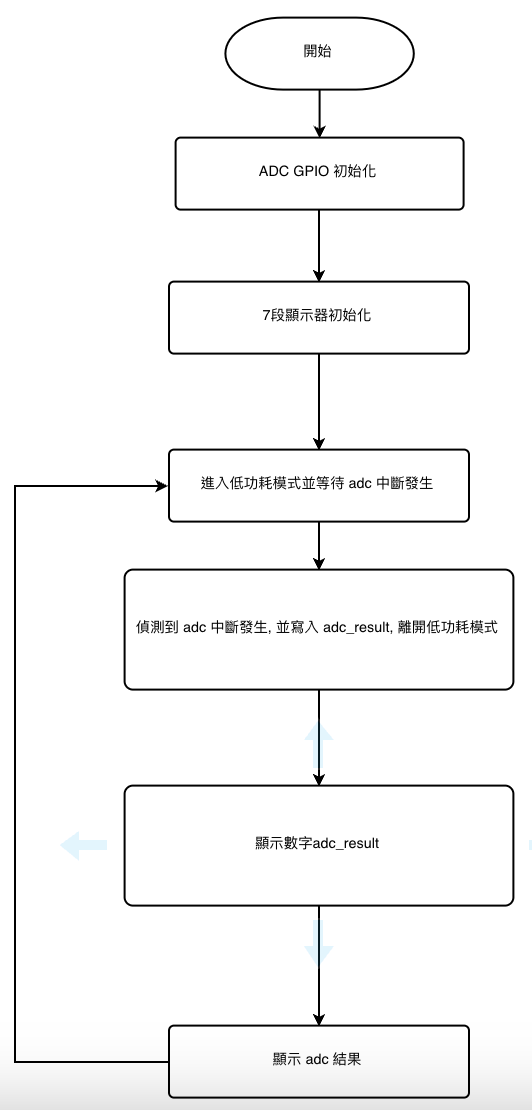 開始
ADC GPIO 初始化
7段顯示器初始化
進入低功耗模式並等待 adc 中斷發生
偵測到 adc 中斷發生, 並寫入 adc_result, 離開低功耗模式
顯示數字adc_result
顯示 adc 結果